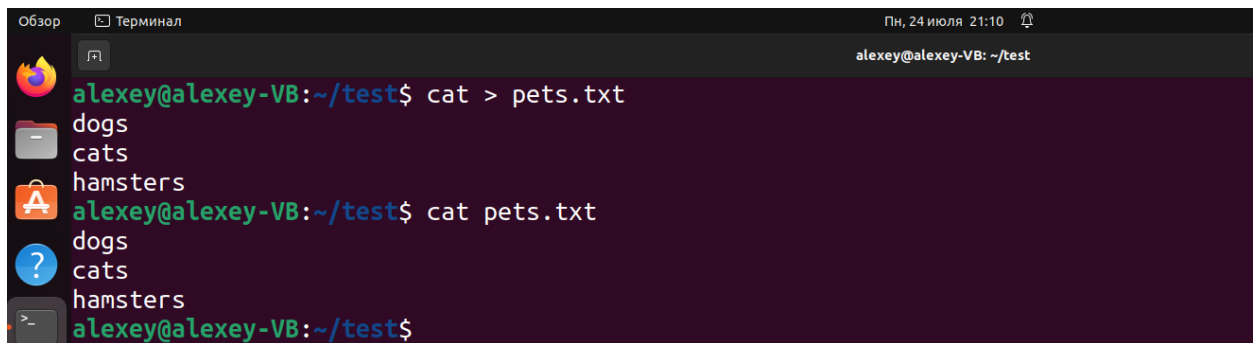 Обзор
Терминал
Пн, 24 июля 21:10
alexey@alexey-VB: ~/test
alexey@alexey-VB:~/test$ cat > pets.txt
dogs
cats
hamsters
alexey@alexey-VB:~/test$ cat pets.txt
dogs
cats
hamsters
alexey@alexey-VB:~/test$